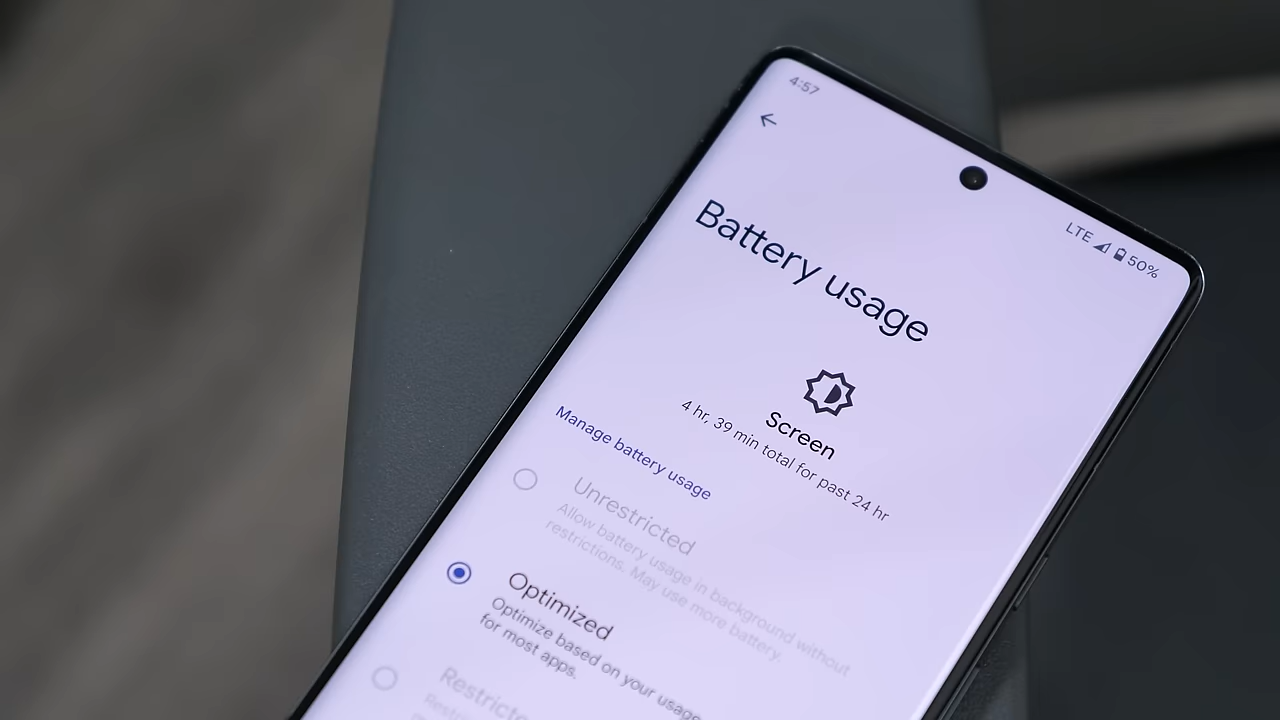 4:57
LTE 50%
Battery usage
Screen
4 hr, 39 min total for past 24 hr
Manage battery usage
Unrestricted
Allow battery usage in background without
restrictions. May use more battery.
Optimized
Optimize based on your usage
for most apps.
Restricte